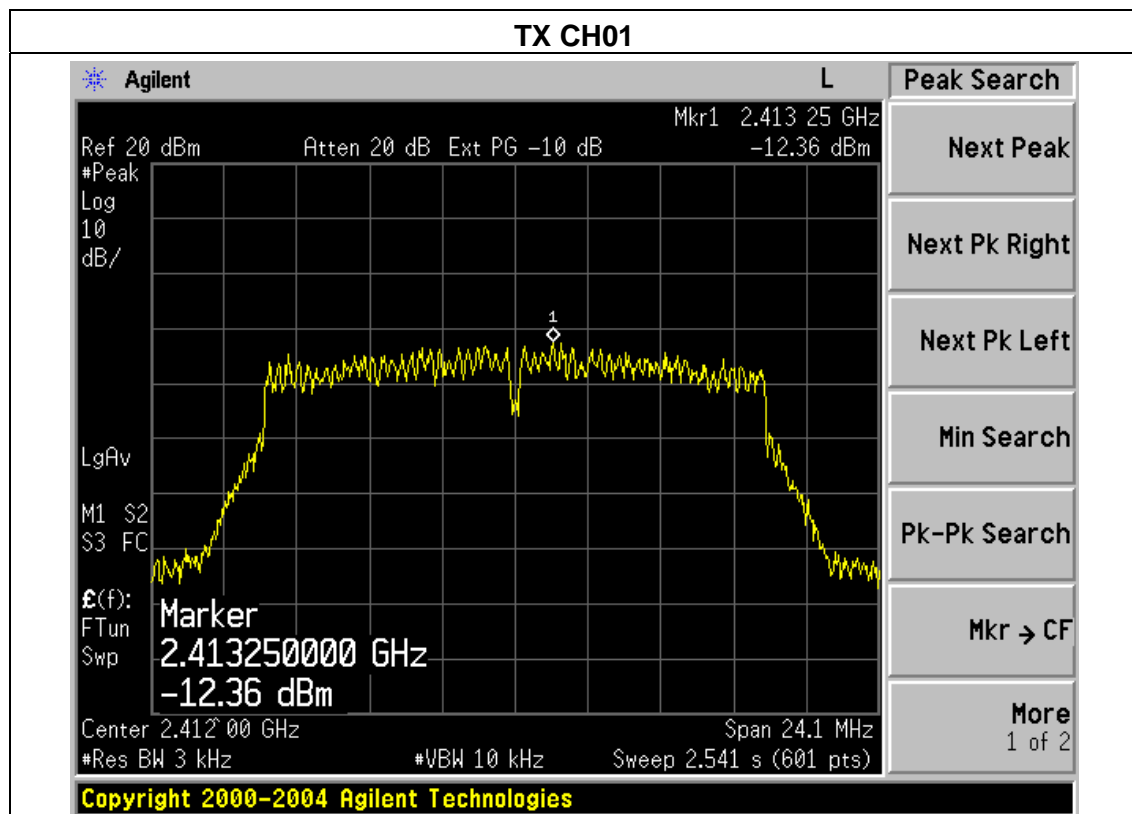 TX CH01
Agilent L Peak Search
Mkr1 2.413 25 GHz
Ref 20 dBm Atten 20 dB Ext PG -10 dB -12.36 dBm
#Peak
Log
10
dB/
1
LgAv
M1 S2
S3 FC
£(f):
FTun
Swp
Marker
2.413250000 GHz
-12.36 dBm
Center 2.412 00 GHz Span 24.1 MHz
#Res BW 3 kHz #VBW 10 kHz Sweep 2.541 s (601 pts)
Copyright 2000-2004 Agilent Technologies
Next Peak
Next Pk Right
Next Pk Left
Min Search
Pk-Pk Search
Mkr → CF
More
1 of 2